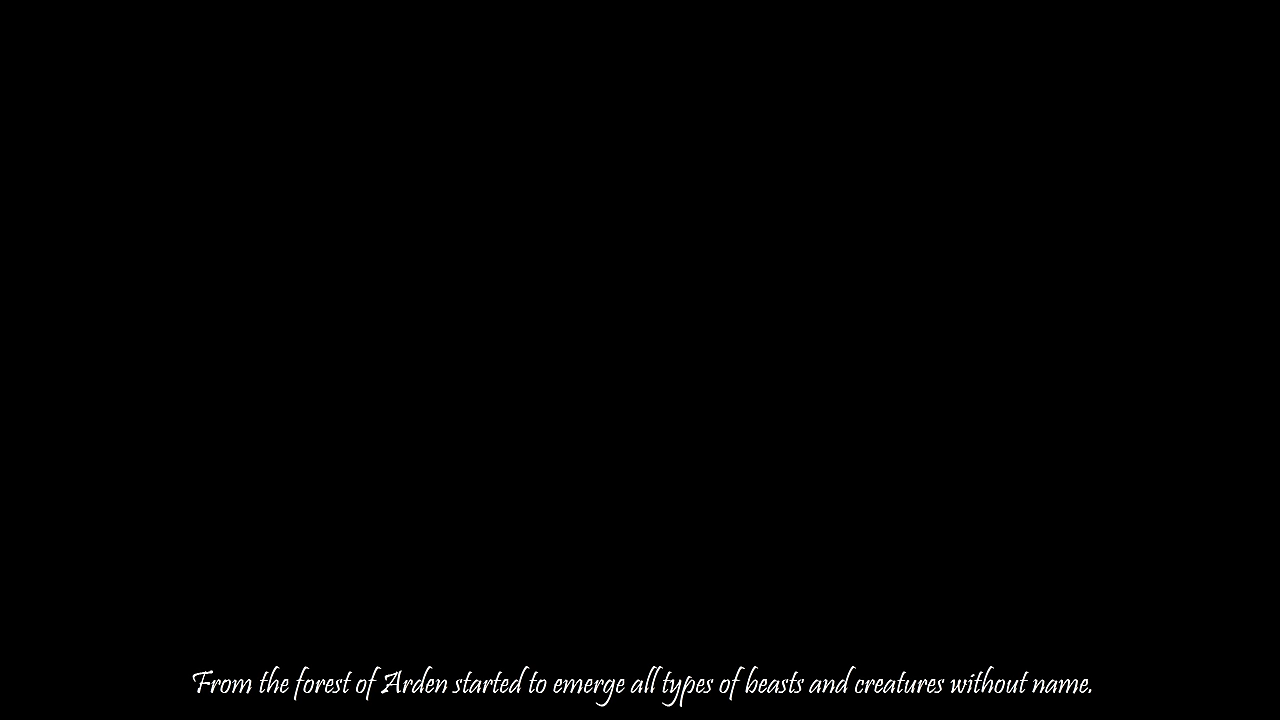 From the forest of Arden started to emerge all types of beasts and creatures without name.